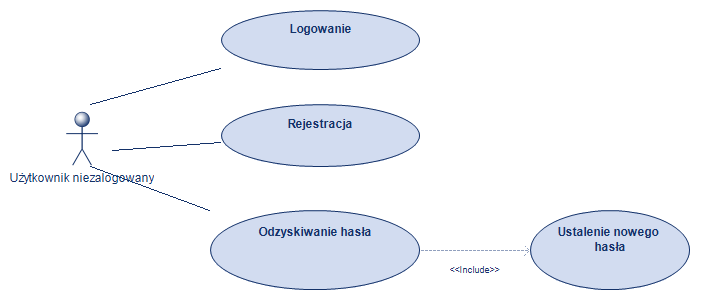 Logowanie
Rejestracja
Użytkownik niezalogowany
Odzyskiwanie hasła
Ustalenie nowego
hasła
<<Include>>